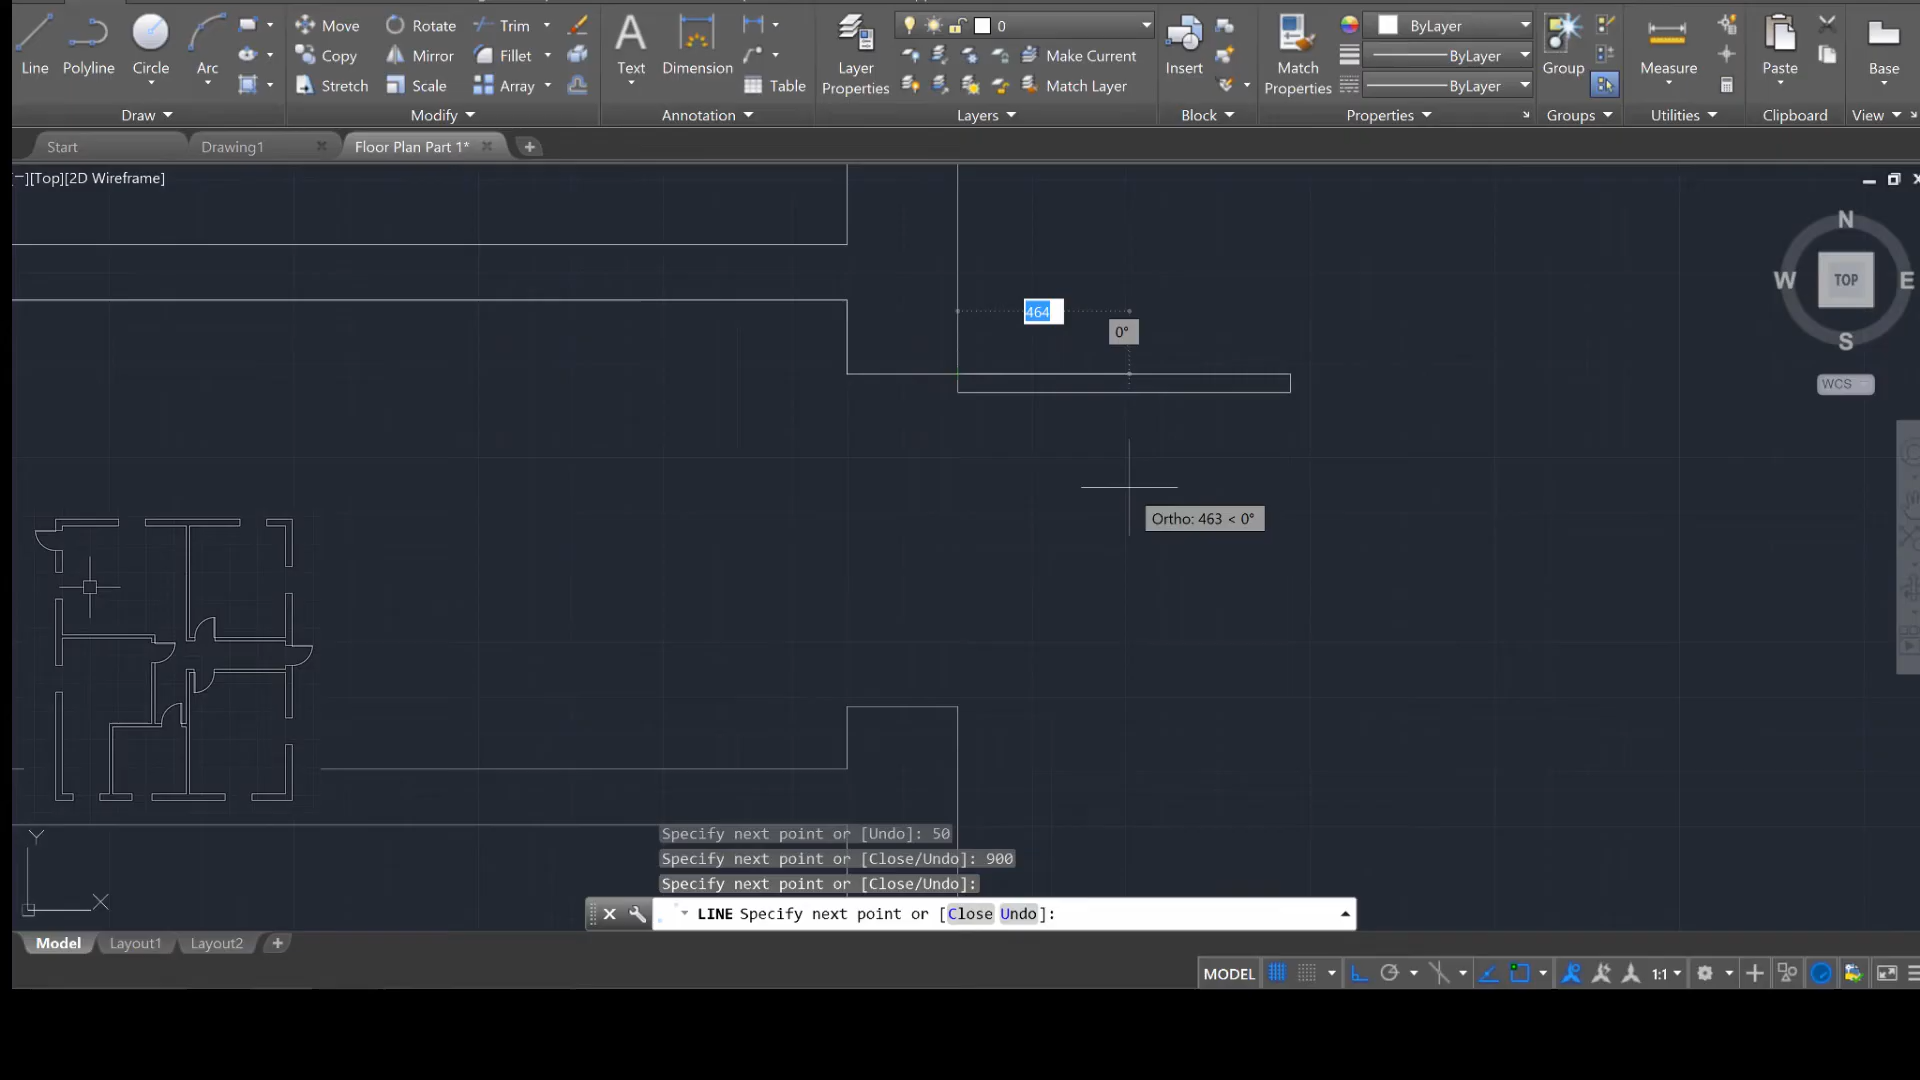 Move Rotate Trim 0 ByLayer
Line Polyline Circle Arc Copy Mirror Fillet Text Dimension Layer Properties Make Current Insert Match Properties ByLayer Group Measure Paste Base
Stretch Scale Array Table Match Layer ByLayer
Draw Modify Annotation Layers Block Properties Groups Utilities Clipboard View
Start Drawing1 Floor Plan Part 1*
[−][Top][2D Wireframe]
N
W TOP E
S
WCS
464
0°
Ortho: 463 < 0°
Y
X
Specify next point or [Undo]: 50
Specify next point or [Close/Undo]: 900
Specify next point or [Close/Undo]:
LINE Specify next point or [Close Undo]:
Model Layout1 Layout2
MODEL 1:1